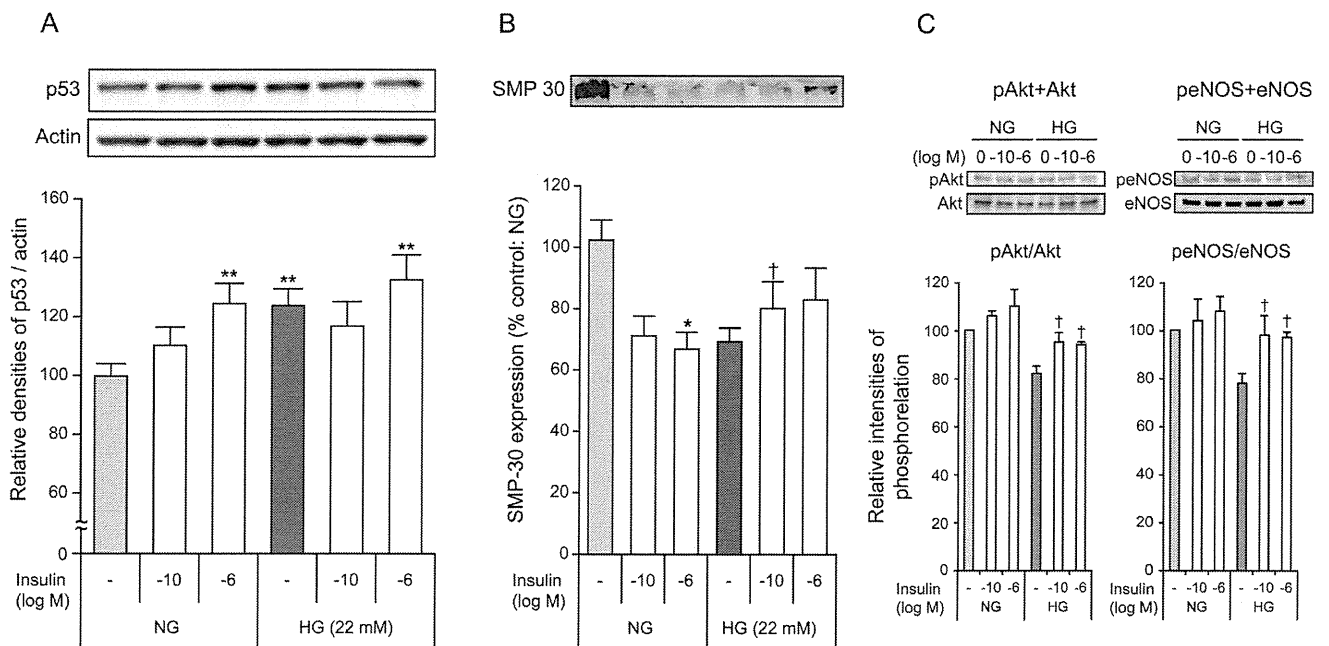 A
p53
Actin
Relative densities of p53 / actin
160
140
120
100
80
60
0
**
**
**
Insulin (log M)
- -10 -6 - -10 -6
NG HG (22 mM)
B
SMP 30
SMP-30 expression (% control: NG)
120
100
80
60
40
20
0
*
†
Insulin (log M)
- -10 -6 - -10 -6
NG HG (22 mM)
C
pAkt+Akt
NG HG
(log M) 0 -10 -6 0 -10 -6
pAkt
Akt
peNOS+eNOS
NG HG
0 -10 -6 0 -10 -6
peNOS
eNOS
Relative intensities of
phosphorelation
pAkt/Akt
120
100
80
60
40
20
0
† †
Insulin (log M)
- -10 -6 - -10 -6
NG HG
peNOS/eNOS
120
100
80
60
40
20
0
† †
Insulin (log M)
- -10 -6 - -10 -6
NG HG